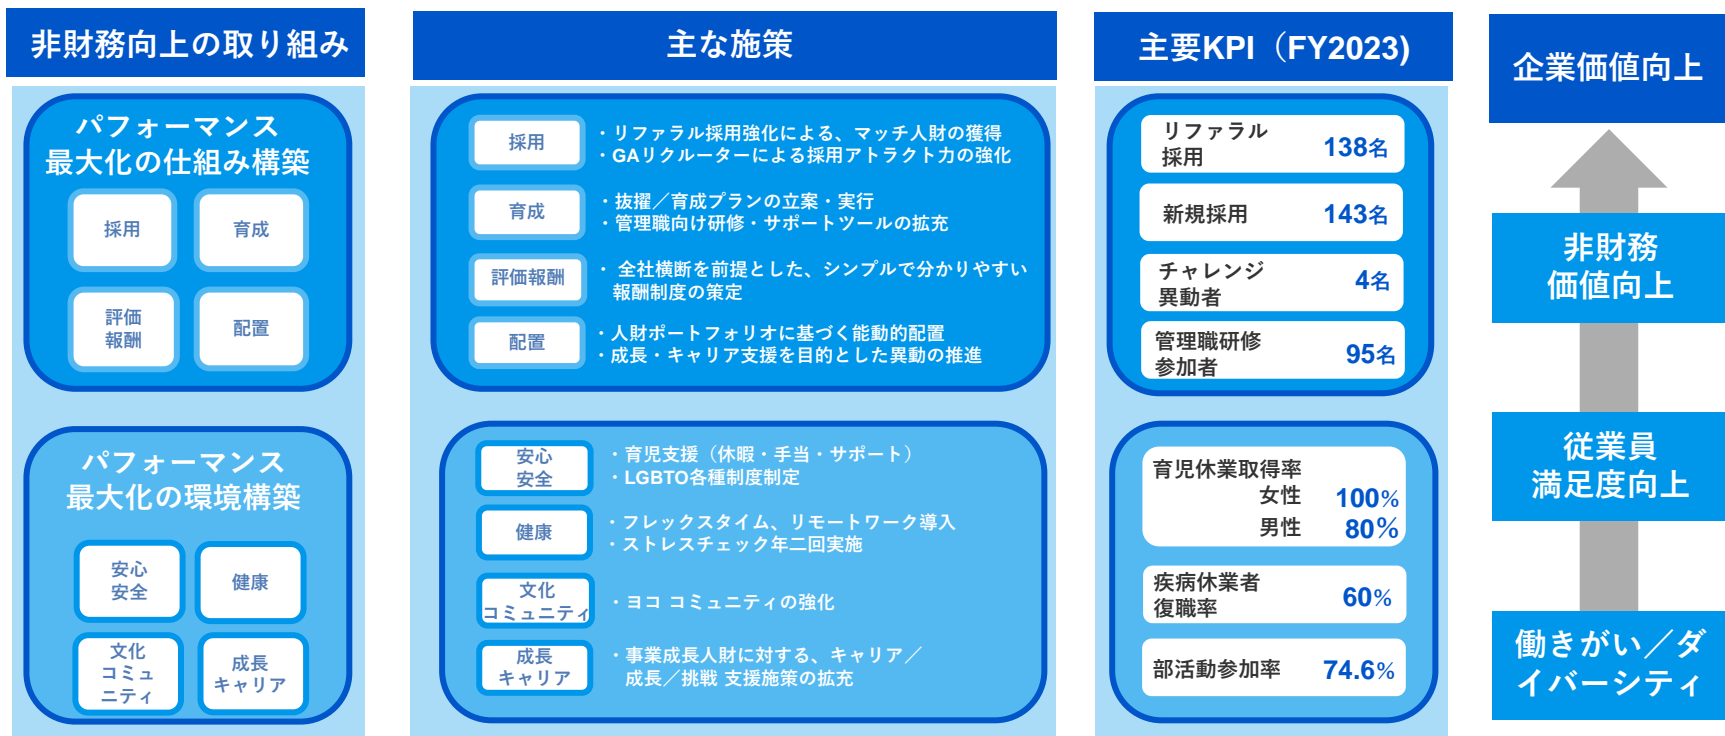 非財務向上の取り組み
パフォーマンス
最大化の仕組み構築
採用
育成
評価
報酬
配置
パフォーマンス
最大化の環境構築
安心
安全
健康
文化
コミュ
ニティ
成長
キャリア
主な施策
採用
・リファラル採用強化による、マッチ人財の獲得
・GAリクルーターによる採用アトラクト力の強化
育成
・抜擢／育成プランの立案・実行
・管理職向け研修・サポートツールの拡充
評価報酬
・ 全社横断を前提とした、シンプルで分かりやすい
報酬制度の策定
配置
・人財ポートフォリオに基づく能動的配置
・成長・キャリア支援を目的とした異動の推進
安心
安全
・育児支援（休暇・手当・サポート）
・LGBTO各種制度制定
健康
・フレックスタイム、リモートワーク導入
・ストレスチェック年二回実施
文化
コミュニティ
・ヨコ コミュニティの強化
成長
キャリア
・事業成長人財に対する、キャリア／
成長／挑戦 支援施策の拡充
主要KPI（FY2023)
リファラル
採用
138名
新規採用 143名
チャレンジ
異動者
4名
管理職研修
参加者
95名
育児休業取得率
女性 100%
男性 80%
疾病休業者
復職率
60%
部活動参加率 74.6%
企業価値向上
非財務
価値向上
従業員
満足度向上
働きがい／ダ
イバーシティ